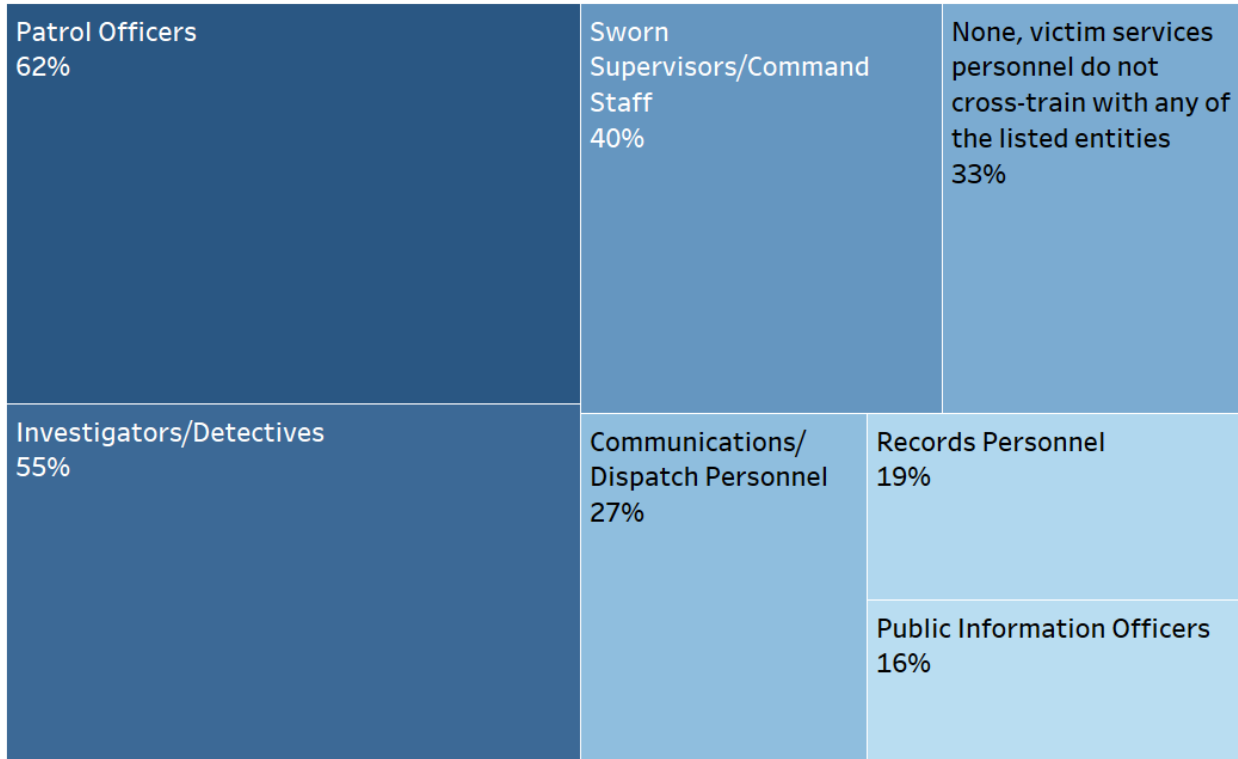 Patrol Officers
62%
Sworn
Supervisors/Command
Staff
40%
None, victim services
personnel do not
cross-train with any of
the listed entities
33%
Investigators/Detectives
55%
Communications/
Dispatch Personnel
27%
Records Personnel
19%
Public Information Officers
16%